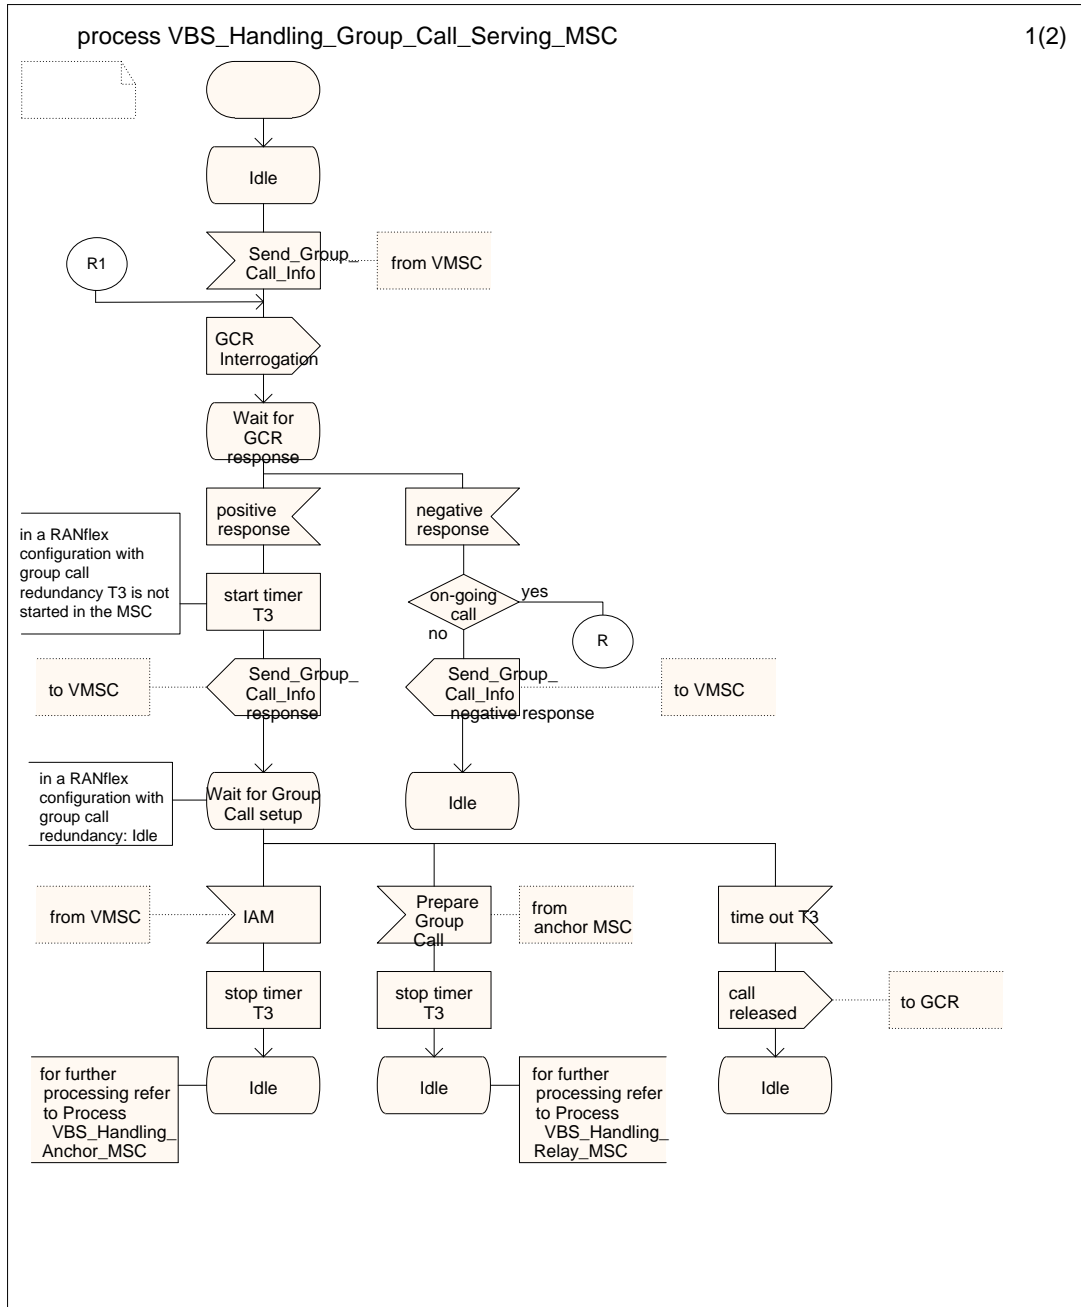 process VBS_Handling_Group_Call_Serving_MSC
1(2)
Idle
Send_Group_
Call_Info
from VMSC
R1
GCR
Interrogation
Wait for
GCR
response
positive
response
negative
response
in a RANflex
configuration with
group call
redundancy T3 is not
started in the MSC
start timer
T3
on-going
call
yes
no
R
to VMSC
Send_Group_
Call_Info
response
Send_Group_
Call_Info
negative response
to VMSC
in a RANflex
configuration with
group call
redundancy: Idle
Wait for Group
Call setup
Idle
from VMSC
IAM
Prepare
Group
Call
from
anchor MSC
time out T3
stop timer
T3
stop timer
T3
call
released
to GCR
for further
processing refer
to Process
VBS_Handling_
Anchor_MSC
Idle
Idle
for further
processing refer
to Process
VBS_Handling_
Relay_MSC
Idle